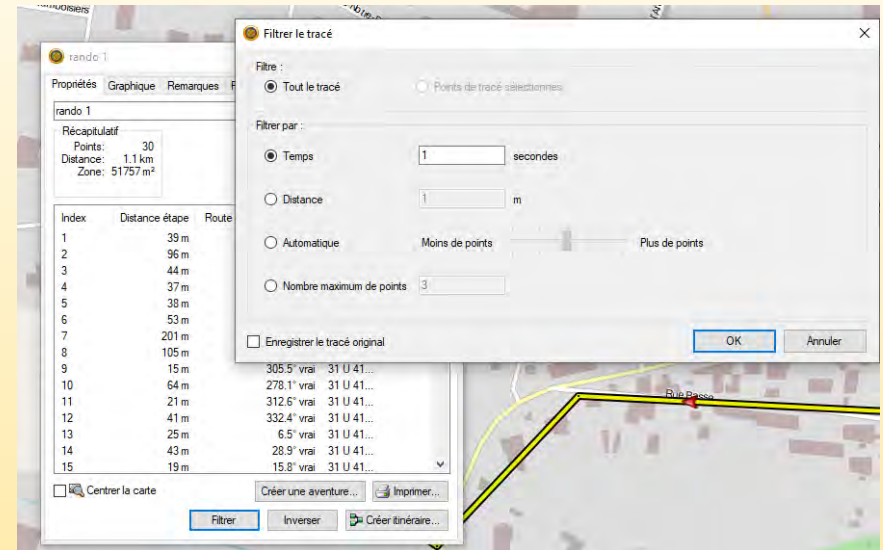 Filtrer le tracé
Filtre :
Tout le tracé
Points de tracé sélectionnés
Filtrer par :
Temps 1 secondes
Distance 1 m
Automatique Moins de points Plus de points
Nombre maximum de points 3
Enregistrer le tracé original
OK Annuler
rando 1
Propriétés Graphique Remarques
rando 1
Récapitulatif
Points: 30
Distance: 1.1 km
Zone: 51757 m²
Index Distance étape Route
1 39 m
2 96 m
3 44 m
4 37 m
5 38 m
6 53 m
7 201 m
8 105 m
9 15 m 305.5° vrai 31 U 41...
10 64 m 278.1° vrai 31 U 41...
11 21 m 312.6° vrai 31 U 41...
12 41 m 332.4° vrai 31 U 41...
13 25 m 6.5° vrai 31 U 41...
14 43 m 28.9° vrai 31 U 41...
15 19 m 15.8° vrai 31 U 41...
Centrer la carte
Créer une aventure... Imprimer...
Filtrer Inverser Créer itinéraire...
Rue Basse